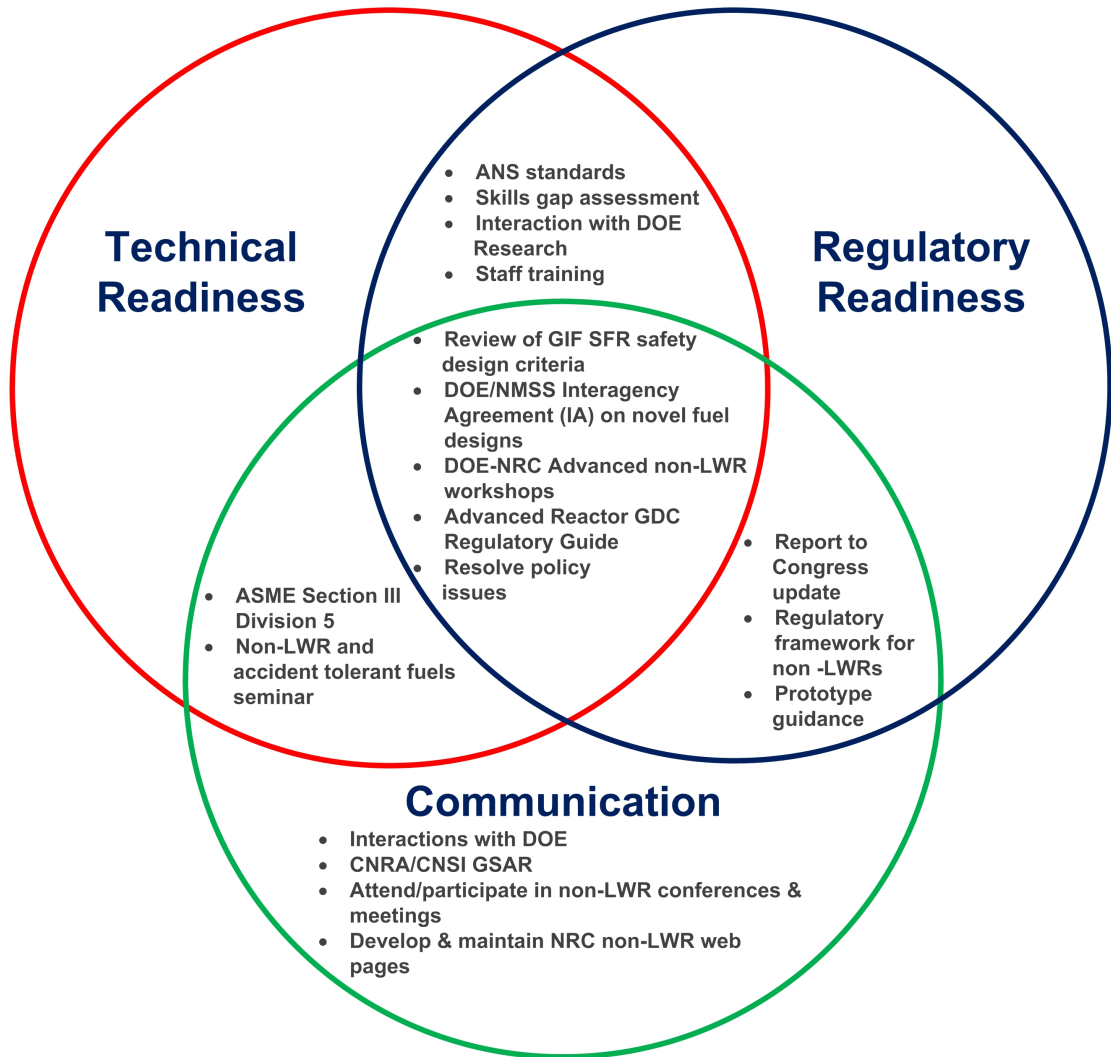 • ANS standards
• Skills gap assessment
• Interaction with DOE
Research
• Staff training
Technical
Readiness
Regulatory
Readiness
• Review of GIF SFR safety
design criteria
• DOE/NMSS Interagency
Agreement (IA) on novel fuel
designs
• DOE-NRC Advanced non-LWR
workshops
• Advanced Reactor GDC
Regulatory Guide
• Resolve policy
issues
• Report to
Congress
update
• Regulatory
framework for
non -LWRs
• Prototype
guidance
• ASME Section III
Division 5
• Non-LWR and
accident tolerant fuels
seminar
Communication
• Interactions with DOE
• CNRA/CNSI GSAR
• Attend/participate in non-LWR conferences &
meetings
• Develop & maintain NRC non-LWR web
pages